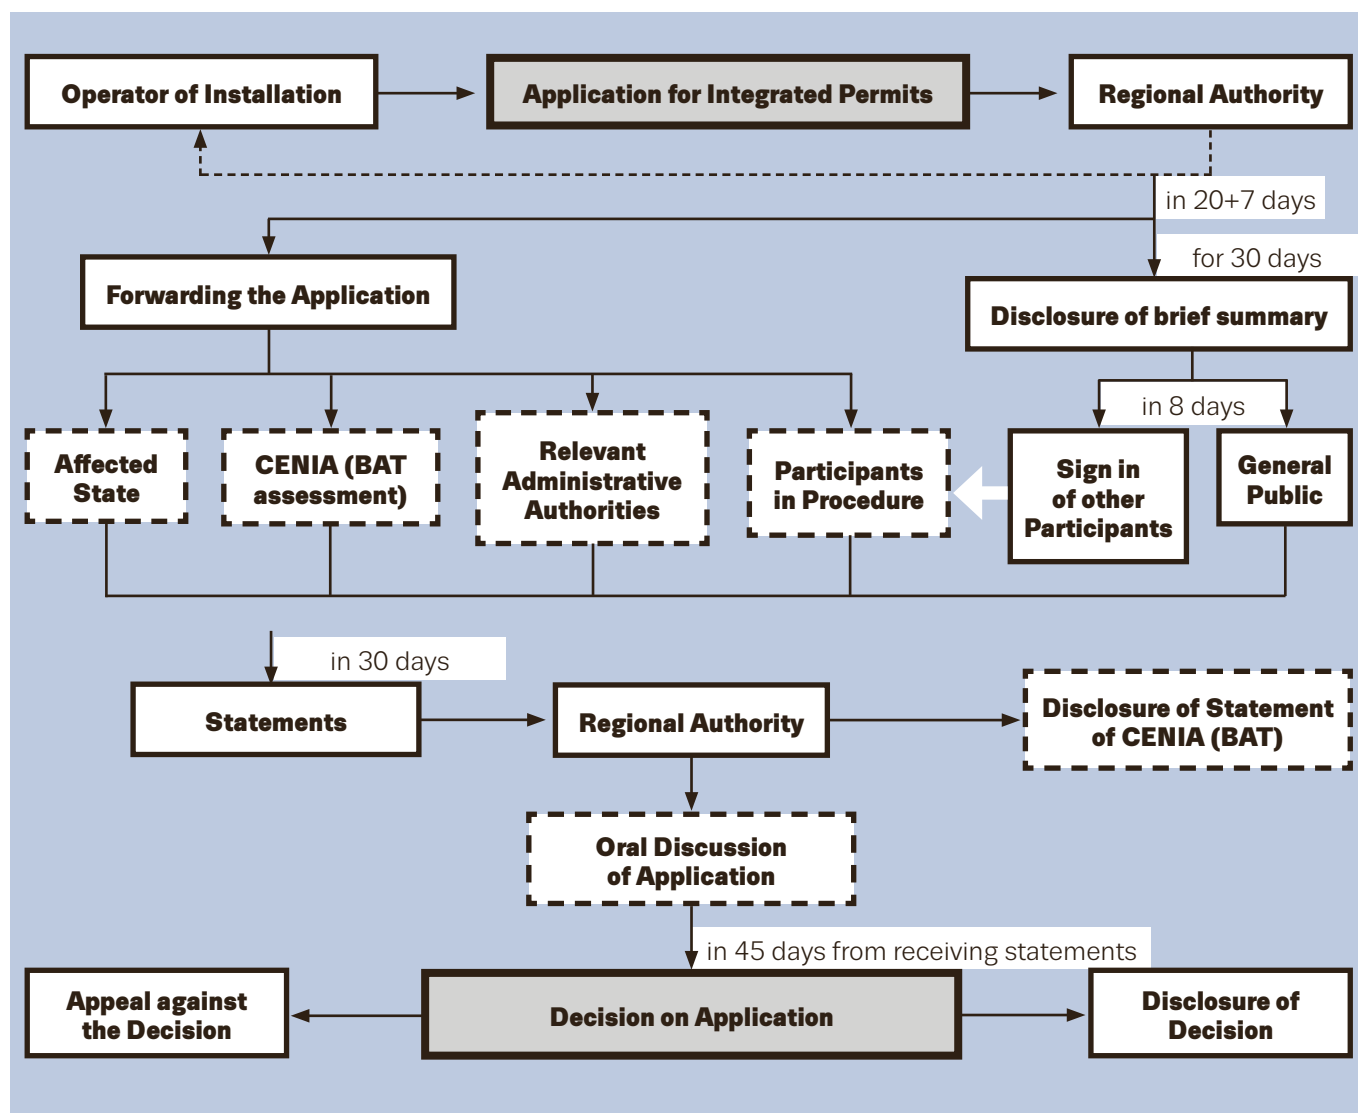 Operator of Installation
Application for Integrated Permits
Regional Authority
in 20+7 days
for 30 days
Forwarding the Application
Disclosure of brief summary
in 8 days
Affected
State
CENIA (BAT
assessment)
Relevant
Administrative
Authorities
Participants
in Procedure
Sign in
of other
Participants
General
Public
in 30 days
Statements
Regional Authority
Disclosure of Statement
of CENIA (BAT)
Oral Discussion
of Application
in 45 days from receiving statements
Appeal against
the Decision
Decision on Application
Disclosure of
Decision